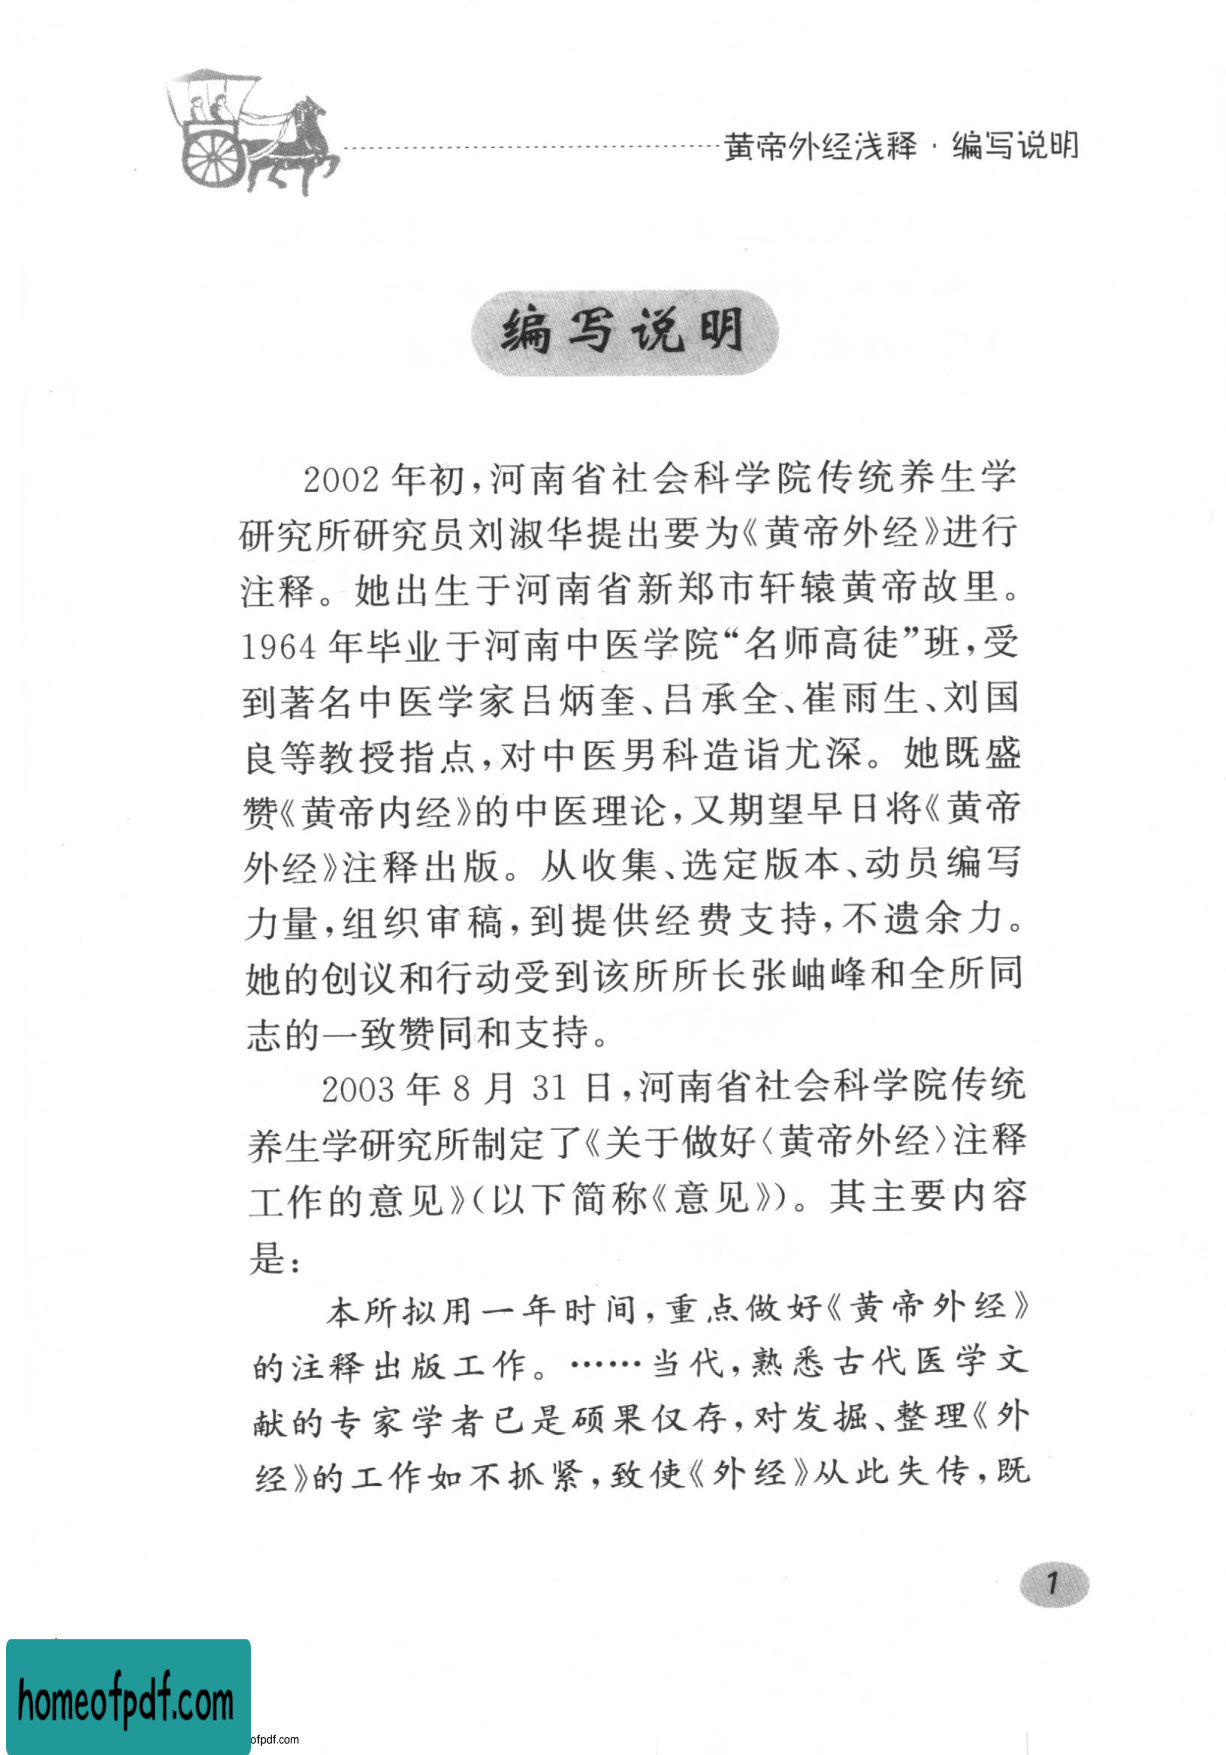 黄帝外经浅释·编写说明
编写说明
2002年初，河南省社会科学院传统养生学
研究所研究员刘淑华提出要为《黄帝外经》进行
注释。她出生于河南省新郑市轩辕黄帝故里。
1964年毕业于河南中医学院“名师高徒”班，受
到著名中医学家吕炳奎、吕承全、崔雨生、刘国
良等教授指点，对中医男科造诣尤深。她既盛
赞《黄帝内经》的中医理论，又期望早日将《黄帝
外经》注释出版。从收集、选定版本、动员编写
力量，组织审稿，到提供经费支持，不遗余力。
她的创议和行动受到该所所长张岫峰和全所同
志的一致赞同和支持。
2003年8月31日，河南省社会科学院传统
养生学研究所制定了《关于做好〈黄帝外经〉注释
工作的意见》（以下简称《意见》）。其主要内容
是：
本所拟用一年时间，重点做好《黄帝外经》
的注释出版工作。……当代，熟悉古代医学文
献的专家学者已是硕果仅存，对发掘、整理《外
经》的工作如不抓紧，致使《外经》从此失传，既
1
homeofpdf.com
ofpdf.com